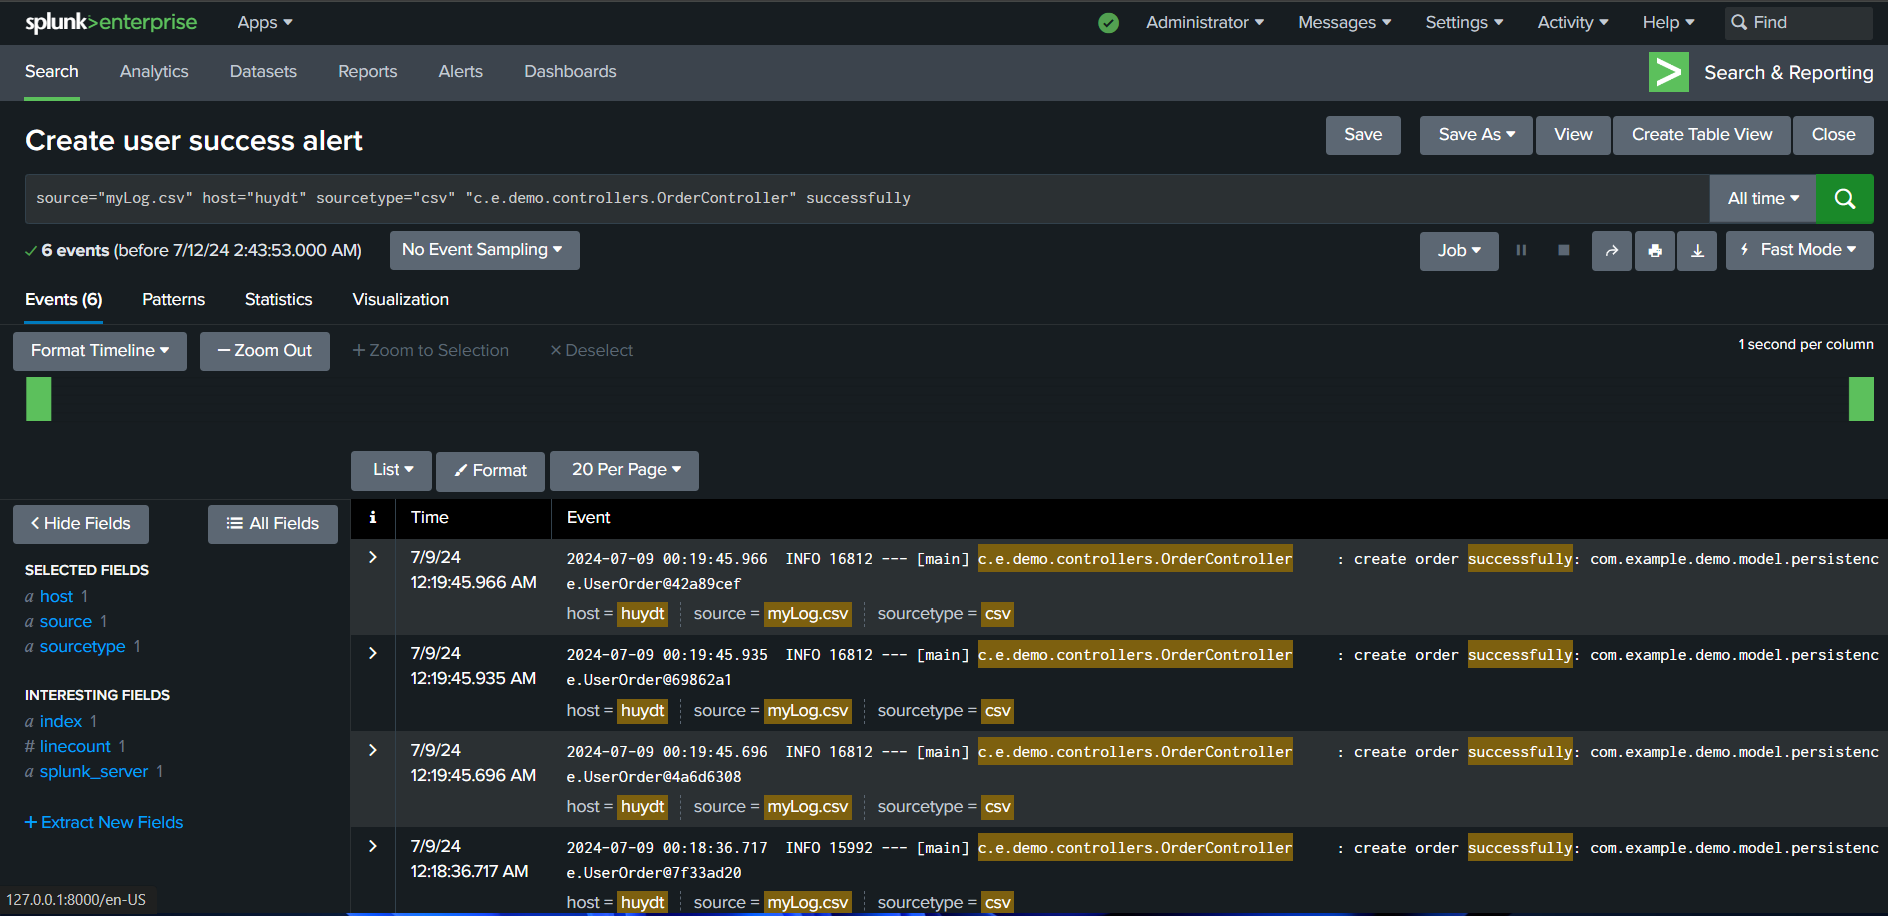 splunk>enterprise Apps Administrator Messages Settings Activity Help Find
Search Analytics Datasets Reports Alerts Dashboards Search & Reporting
Create user success alert Save Save As View Create Table View Close
source="myLog.csv" host="huydt" sourcetype="csv" "c.e.demo.controllers.OrderController" successfully All time
6 events (before 7/12/24 2:43:53.000 AM) No Event Sampling Job Fast Mode
Events (6) Patterns Statistics Visualization
Format Timeline — Zoom Out + Zoom to Selection × Deselect 1 second per column
List Format 20 Per Page
< Hide Fields All Fields
i Time Event
SELECTED FIELDS
a host 1
a source 1
a sourcetype 1
INTERESTING FIELDS
a index 1
# linecount 1
a splunk_server 1
+ Extract New Fields
> 7/9/24 2024-07-09 00:19:45.966 INFO 16812 --- [main] c.e.demo.controllers.OrderController : create order successfully: com.example.demo.model.persistenc
12:19:45.966 AM e.UserOrder@42a89cef
host = huydt source = myLog.csv sourcetype = csv
> 7/9/24 2024-07-09 00:19:45.935 INFO 16812 --- [main] c.e.demo.controllers.OrderController : create order successfully: com.example.demo.model.persistenc
12:19:45.935 AM e.UserOrder@69862a1
host = huydt source = myLog.csv sourcetype = csv
> 7/9/24 2024-07-09 00:19:45.696 INFO 16812 --- [main] c.e.demo.controllers.OrderController : create order successfully: com.example.demo.model.persistenc
12:19:45.696 AM e.UserOrder@4a6d6308
host = huydt source = myLog.csv sourcetype = csv
> 7/9/24 2024-07-09 00:18:36.717 INFO 15992 --- [main] c.e.demo.controllers.OrderController : create order successfully: com.example.demo.model.persistenc
12:18:36.717 AM e.UserOrder@7f33ad20
host = huydt source = myLog.csv sourcetype = csv
127.0.0.1:8000/en-US